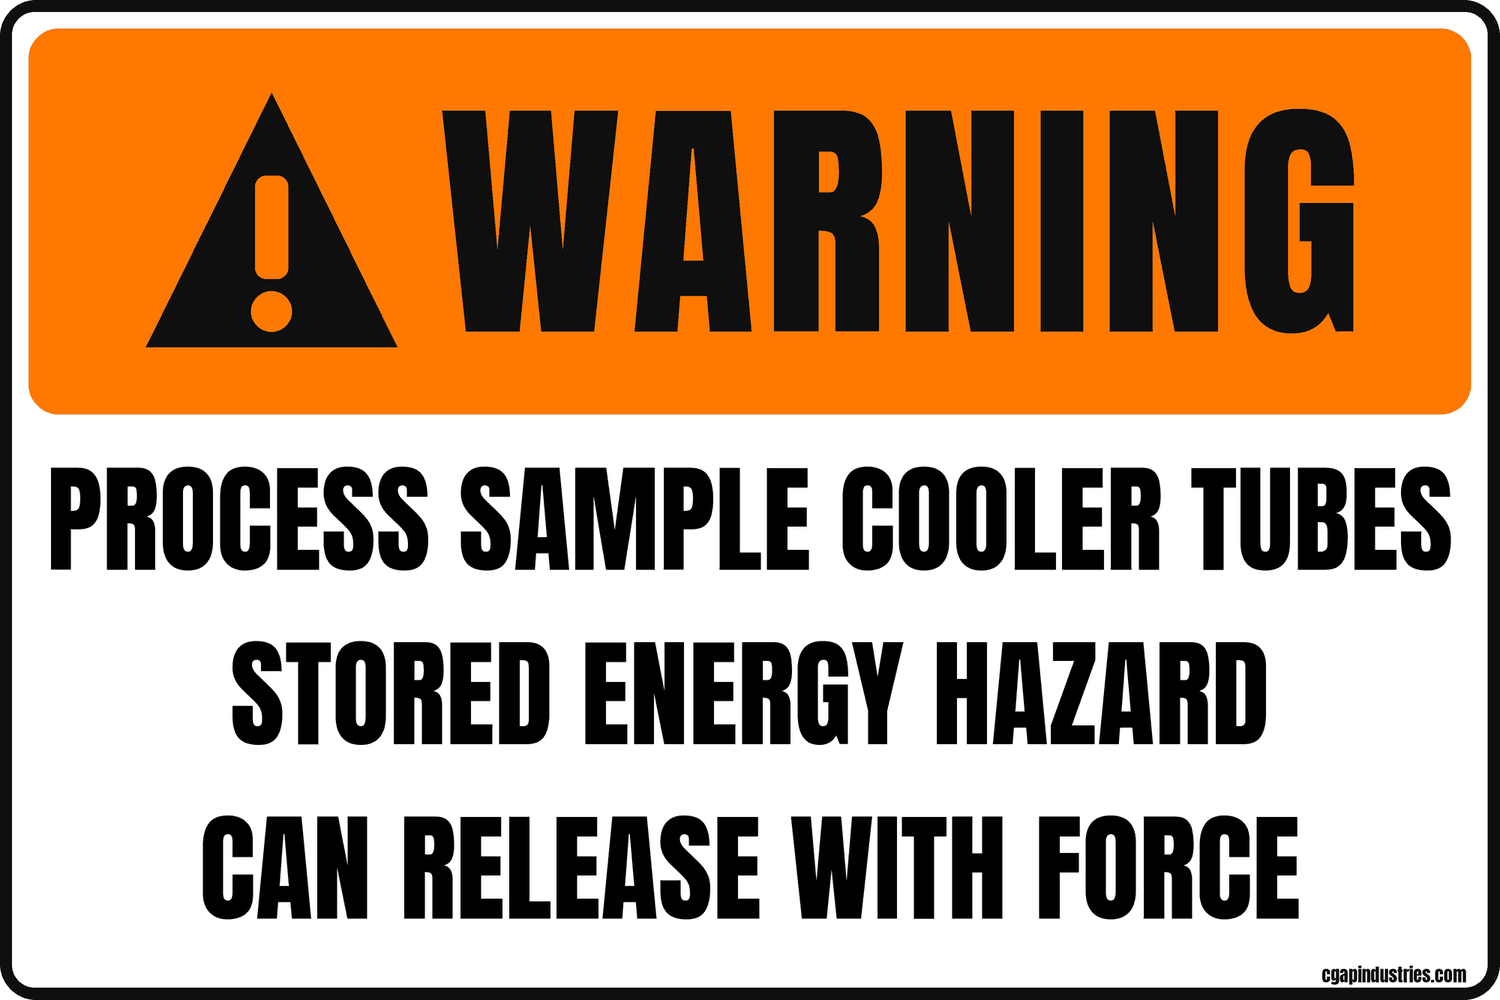 WARNING
PROCESS SAMPLE COOLER TUBES
STORED ENERGY HAZARD
CAN RELEASE WITH FORCE
cgapindustries.com